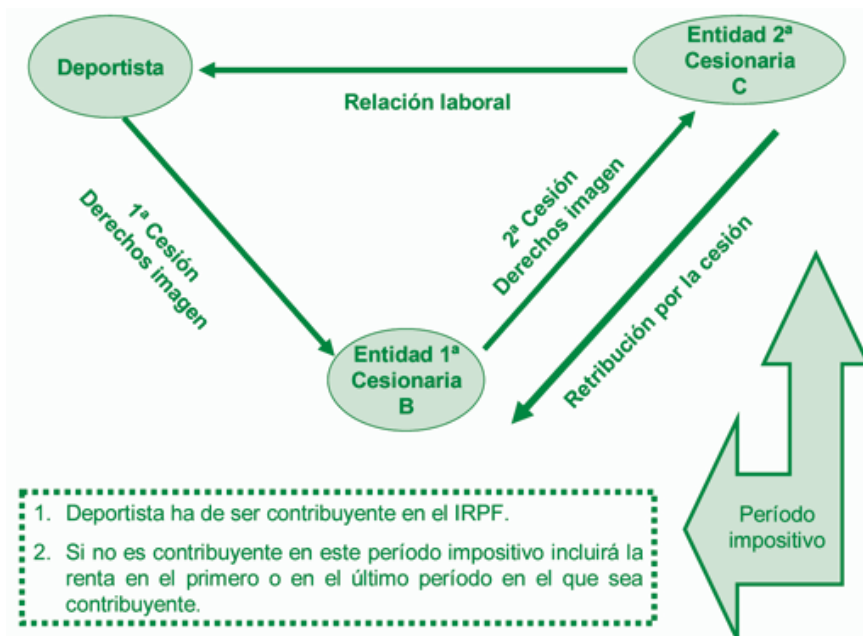 Deportista
Entidad 2ª
Cesionaria
C
Relación laboral
1ª Cesión
Derechos imagen
2ª Cesión
Derechos imagen
Retribución por la cesión
Entidad 1ª
Cesionaria
B
1. Deportista ha de ser contribuyente en el IRPF.
2. Si no es contribuyente en este período impositivo incluirá la
renta en el primero o en el último período en el que sea
contribuyente.
Período
impositivo